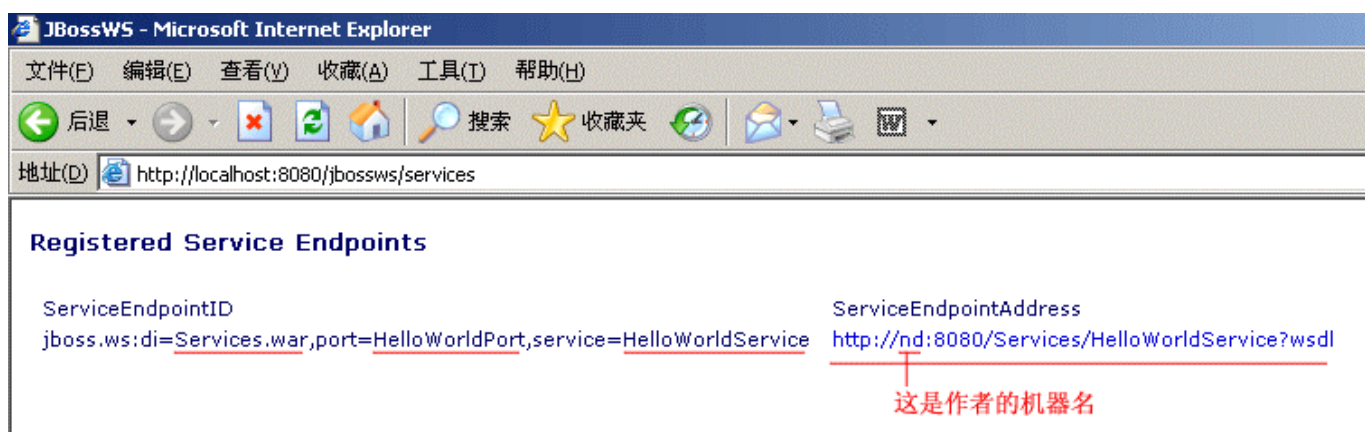 JBossWS - Microsoft Internet Explorer
文件(F) 编辑(E) 查看(V) 收藏(A) 工具(T) 帮助(H)
后退 搜索 收藏夹 W
地址(D) http://localhost:8080/jbossws/services
Registered Service Endpoints
ServiceEndpointID ServiceEndpointAddress
jboss.ws:di=Services.war,port=HelloWorldPort,service=HelloWorldService http://nd:8080/Services/HelloWorldService?wsdl
这是作者的机器名